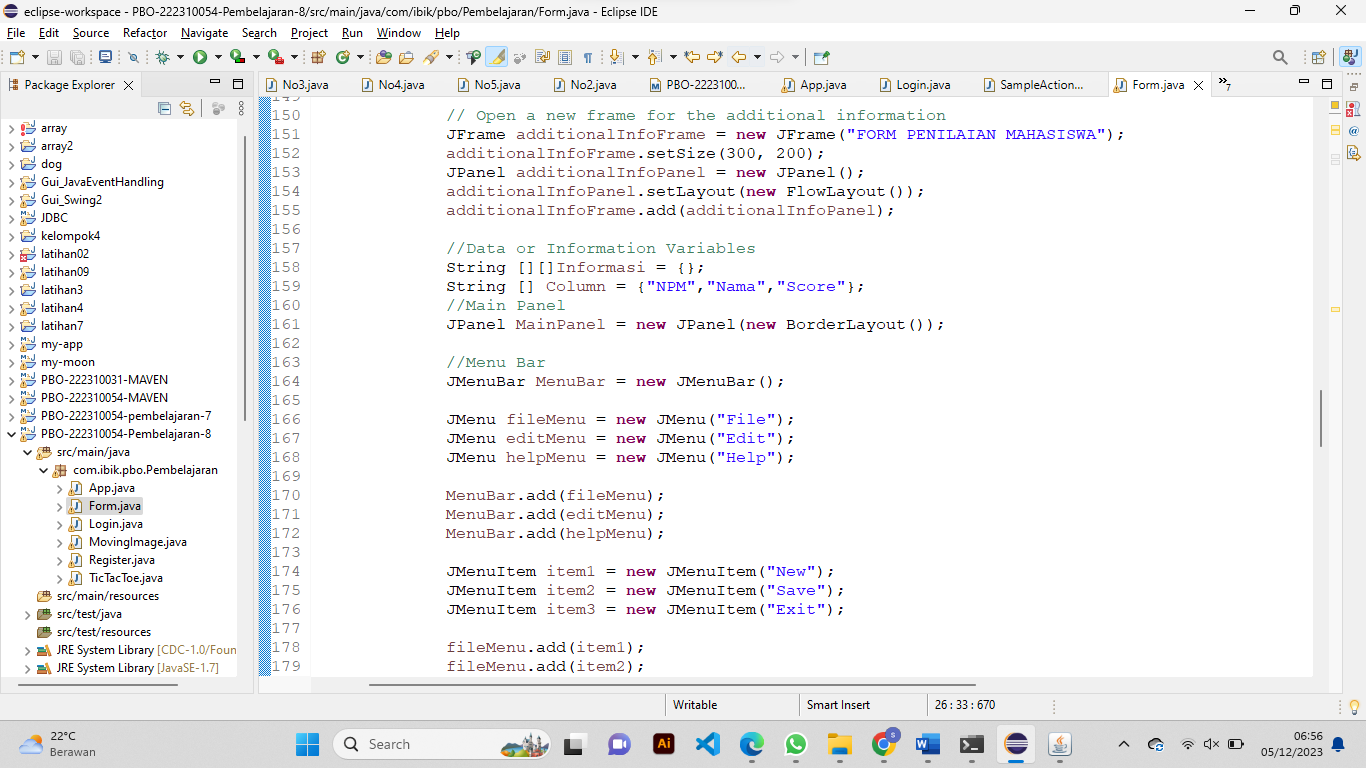 eclipse-workspace - PBO-222310054-Pembelajaran-8/src/main/java/com/ibik/pbo/Pembelajaran/Form.java - Eclipse IDE
File Edit Source Refactor Navigate Search Project Run Window Help
Package Explorer
No3.java No4.java No5.java No2.java PBO-2223100... App.java Login.java SampleAction... Form.java 7
array
array2
dog
Gui_JavaEventHandling
Gui_Swing2
JDBC
kelompok4
latihan02
latihan09
latihan3
latihan4
latihan7
my-app
my-moon
PBO-222310031-MAVEN
PBO-222310054-MAVEN
PBO-222310054-pembelajaran-7
PBO-222310054-Pembelajaran-8
src/main/java
com.ibik.pbo.Pembelajaran
App.java
Form.java
Login.java
MovingImage.java
Register.java
TicTacToe.java
src/main/resources
src/test/java
src/test/resources
JRE System Library [CDC-1.0/Foun
JRE System Library [JavaSE-1.7]
149
150 // Open a new frame for the additional information
151 JFrame additionalInfoFrame = new JFrame("FORM PENILAIAN MAHASISWA");
152 additionalInfoFrame.setSize(300, 200);
153 JPanel additionalInfoPanel = new JPanel();
154 additionalInfoPanel.setLayout(new FlowLayout());
155 additionalInfoFrame.add(additionalInfoPanel);
156
157 //Data or Information Variables
158 String [][]Informasi = {};
159 String [] Column = {"NPM","Nama","Score"};
160 //Main Panel
161 JPanel MainPanel = new JPanel(new BorderLayout());
162
163 //Menu Bar
164 JMenuBar MenuBar = new JMenuBar();
165
166 JMenu fileMenu = new JMenu("File");
167 JMenu editMenu = new JMenu("Edit");
168 JMenu helpMenu = new JMenu("Help");
169
170 MenuBar.add(fileMenu);
171 MenuBar.add(editMenu);
172 MenuBar.add(helpMenu);
173
174 JMenuItem item1 = new JMenuItem("New");
175 JMenuItem item2 = new JMenuItem("Save");
176 JMenuItem item3 = new JMenuItem("Exit");
177
178 fileMenu.add(item1);
179 fileMenu.add(item2);
Writable Smart Insert 26 : 33 : 670
22°C
Berawan
Search
Ai
S
06:56
05/12/2023